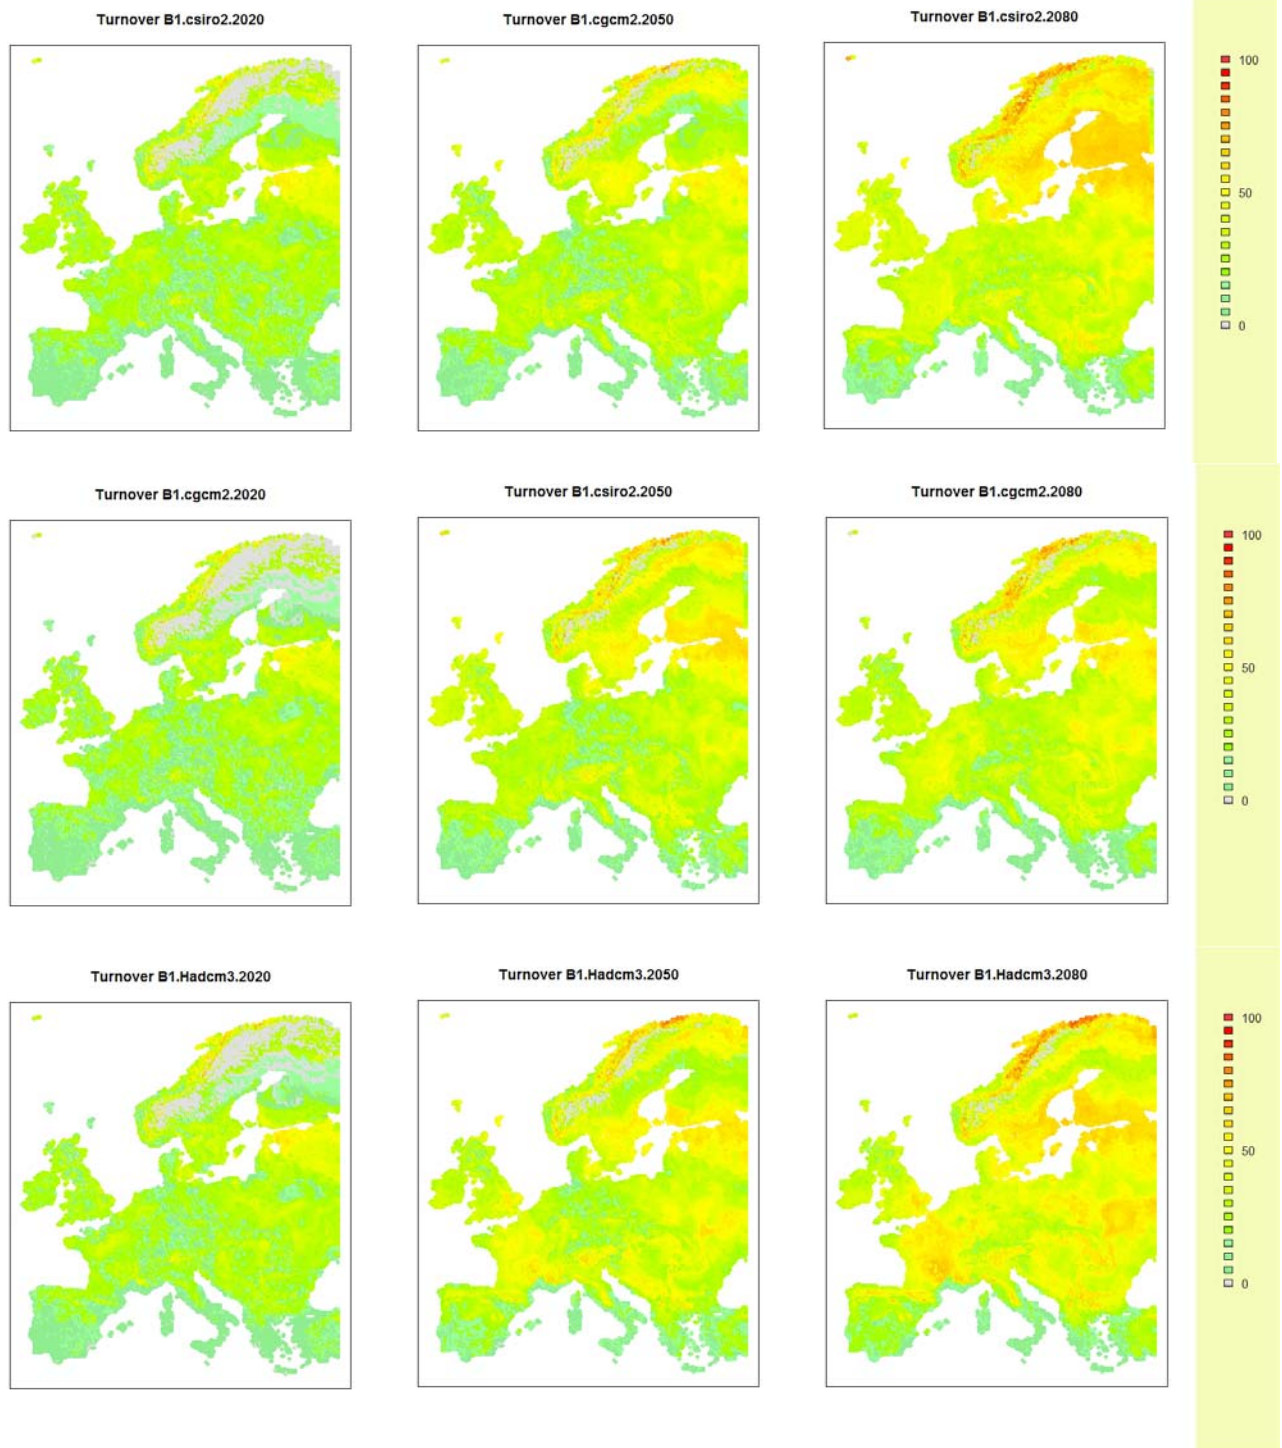 Turnover B1.csiro2.2020
Turnover B1.cgcm2.2050
Turnover B1.csiro2.2080
100
50
0
Turnover B1.cgcm2.2020
Turnover B1.csiro2.2050
Turnover B1.cgcm2.2080
100
50
0
Turnover B1.Hadcm3.2020
Turnover B1.Hadcm3.2050
Turnover B1.Hadcm3.2080
100
50
0